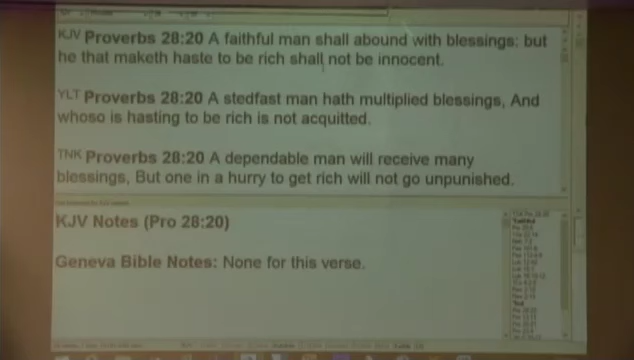 KJV Proverbs 28:20 A faithful man shall abound with blessings: but
he that maketh haste to be rich shall not be innocent.
YLT Proverbs 28:20 A stedfast man hath multiplied blessings, And
whoso is hasting to be rich is not acquitted.
TNK Proverbs 28:20 A dependable man will receive many
blessings, But one in a hurry to get rich will not go unpunished.
KJV Notes (Pro 28:20)
Geneva Bible Notes: None for this verse.